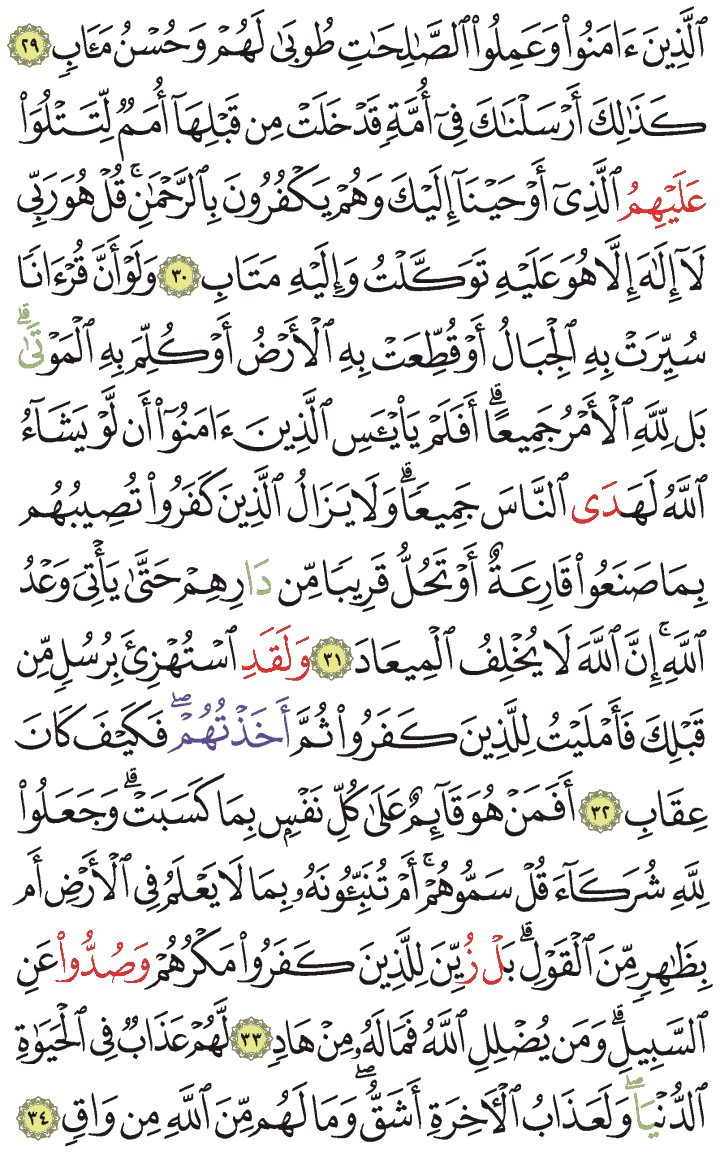 ٱلَّذِينَ ءَامَنُوا۟ وَعَمِلُوا۟ ٱلصَّٰلِحَٰتِ طُوبَىٰ لَهُمْ وَحُسْنُ مَـَٔابٍ ٢٩
كَذَٰلِكَ أَرْسَلْنَٰكَ فِىٓ أُمَّةٍ قَدْ خَلَتْ مِن قَبْلِهَآ أُمَمٌ لِّتَتْلُوَا۟
عَلَيْهِمُ ٱلَّذِىٓ أَوْحَيْنَآ إِلَيْكَ وَهُمْ يَكْفُرُونَ بِٱلرَّحْمَٰنِ ۚ قُلْ هُوَ رَبِّى
لَآ إِلَٰهَ إِلَّا هُوَ عَلَيْهِ تَوَكَّلْتُ وَإِلَيْهِ مَتَابِ ٣٠ وَلَوْ أَنَّ قُرْءَانًا
سُيِّرَتْ بِهِ ٱلْجِبَالُ أَوْ قُطِّعَتْ بِهِ ٱلْأَرْضُ أَوْ كُلِّمَ بِهِ ٱلْمَوْتَىٰ ۗ
بَل لِّلَّهِ ٱلْأَمْرُ جَمِيعًا ۗ أَفَلَمْ يَا۟يْـَٔسِ ٱلَّذِينَ ءَامَنُوٓا۟ أَن لَّوْ يَشَآءُ
ٱللَّهُ لَهَدَى ٱلنَّاسَ جَمِيعًا ۗ وَلَا يَزَالُ ٱلَّذِينَ كَفَرُوا۟ تُصِيبُهُم
بِمَا صَنَعُوا۟ قَارِعَةٌ أَوْ تَحُلُّ قَرِيبًا مِّن دَارِهِمْ حَتَّىٰ يَأْتِىَ وَعْدُ
ٱللَّهِ ۚ إِنَّ ٱللَّهَ لَا يُخْلِفُ ٱلْمِيعَادَ ٣١ وَلَقَدِ ٱسْتُهْزِئَ بِرُسُلٍ مِّن
قَبْلِكَ فَأَمْلَيْتُ لِلَّذِينَ كَفَرُوا۟ ثُمَّ أَخَذْتُهُمْ ۖ فَكَيْفَ كَانَ
عِقَابِ ٣٢ أَفَمَنْ هُوَ قَآئِمٌ عَلَىٰ كُلِّ نَفْسٍۭ بِمَا كَسَبَتْ ۗ وَجَعَلُوا۟
لِلَّهِ شُرَكَآءَ قُلْ سَمُّوهُمْ ۚ أَمْ تُنَبِّـُٔونَهُۥ بِمَا لَا يَعْلَمُ فِى ٱلْأَرْضِ أَم
بِظَٰهِرٍ مِّنَ ٱلْقَوْلِ ۗ بَلْ زُيِّنَ لِلَّذِينَ كَفَرُوا۟ مَكْرُهُمْ وَصُدُّوا۟ عَنِ
ٱلسَّبِيلِ ۗ وَمَن يُضْلِلِ ٱللَّهُ فَمَا لَهُۥ مِنْ هَادٍ ٣٣ لَّهُمْ عَذَابٌ فِى ٱلْحَيَوٰةِ
ٱلدُّنْيَا ۖ وَلَعَذَابُ ٱلْـَٔاخِرَةِ أَشَقُّ ۖ وَمَا لَهُم مِّنَ ٱللَّهِ مِن وَاقٍ ٣٤